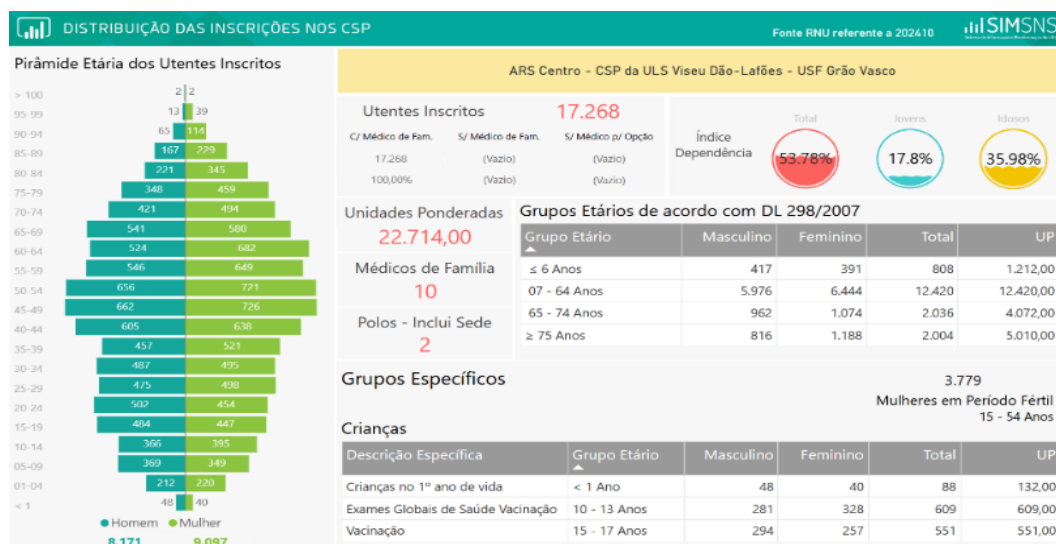 DISTRIBUIÇÃO DAS INSCRIÇÕES NOS CSP
Fonte RNU referente a 202410
SIMSNS
Pirâmide Etária dos Utentes Inscritos
> 100 2 2
95-99 13 39
90-94 65 114
85-89 167 229
80-84 221 345
75-79 348 459
70-74 421 494
65-69 541 580
60-64 524 682
55-59 546 649
50-54 656 721
45-49 662 726
40-44 605 638
35-39 457 521
30-34 487 495
25-29 475 498
20-24 502 454
15-19 484 447
10-14 366 395
05-09 369 349
01-04 212 220
< 1 48 40
Homem Mulher
8.171 9.097
ARS Centro - CSP da ULS Viseu Dão-Lafões - USF Grão Vasco
Utentes Inscritos 17.268
C/ Médico de Fam. S/ Médico de Fam. S/ Médico p/ Opção
17.268 (Vazio) (Vazio)
100,00% (Vazio) (Vazio)
Índice Dependência
Total Jovens Idosos
53.78% 17.8% 35.98%
Unidades Ponderadas
22.714,00
Médicos de Família
10
Polos - Inclui Sede
2
Grupos Etários de acordo com DL 298/2007
Grupo Etário Masculino Feminino Total UP
≤ 6 Anos 417 391 808 1.212,00
07 - 64 Anos 5.976 6.444 12.420 12.420,00
65 - 74 Anos 962 1.074 2.036 4.072,00
≥ 75 Anos 816 1.188 2.004 5.010,00
Grupos Específicos
3.779
Mulheres em Período Fértil
15 - 54 Anos
Crianças
Descrição Específica Grupo Etário Masculino Feminino Total UP
Crianças no 1º ano de vida < 1 Ano 48 40 88 132,00
Exames Globais de Saúde Vacinação 10 - 13 Anos 281 328 609 609,00
Vacinação 15 - 17 Anos 294 257 551 551,00